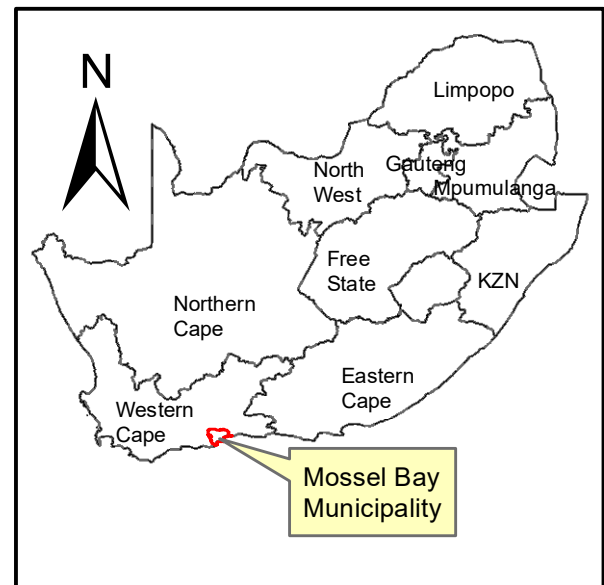 N
Limpopo
North
West
Gauteng
Mpumulanga
Free
State
KZN
Northern
Cape
Eastern
Cape
Western
Cape
Mossel Bay
Municipality